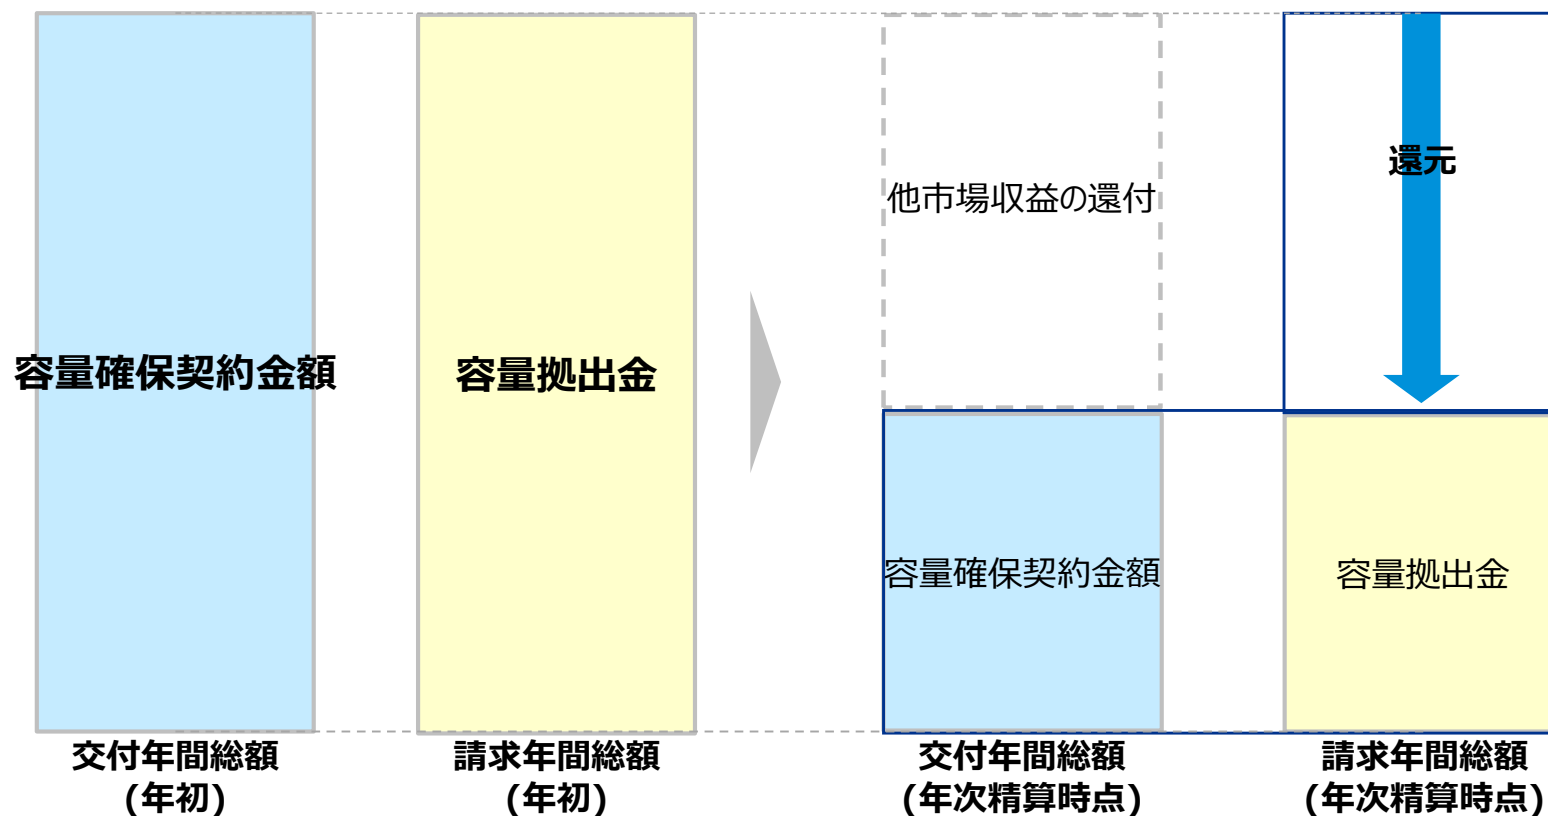 還元
他市場収益の還付
容量確保契約金額
容量拠出金
容量確保契約金額
容量拠出金
交付年間総額
(年初)
請求年間総額
(年初)
交付年間総額
(年次精算時点)
請求年間総額
(年次精算時点)